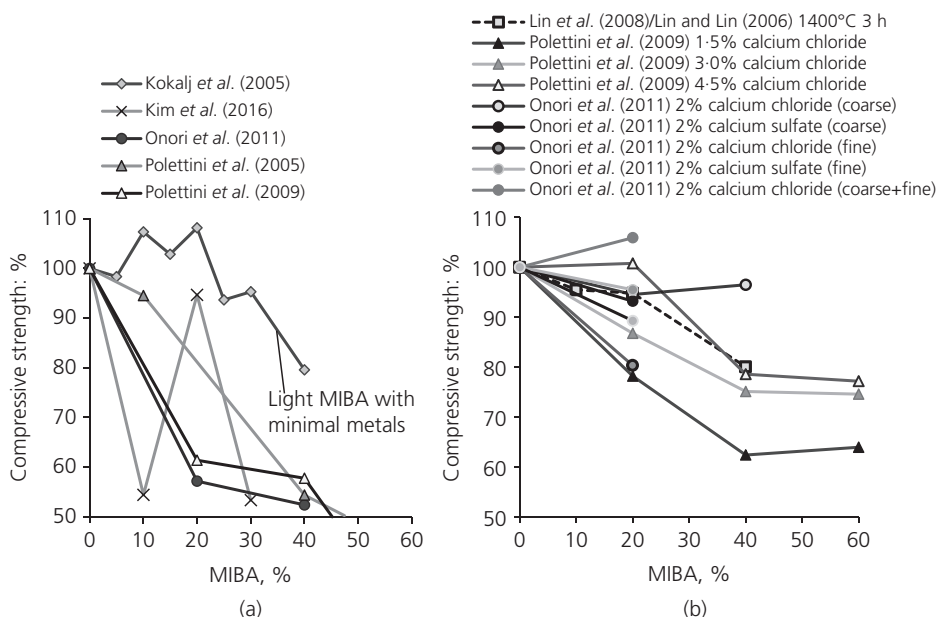 Kokalj et al. (2005)
Kim et al. (2016)
Onori et al. (2011)
Polettini et al. (2005)
Polettini et al. (2009)
Compressive strength: %
110
100
90
80
70
60
50
0 10 20 30 40 50 60
MIBA, %
Light MIBA with
minimal metals
(a)
Lin et al. (2008)/Lin and Lin (2006) 1400°C 3 h
Polettini et al. (2009) 1·5% calcium chloride
Polettini et al. (2009) 3·0% calcium chloride
Polettini et al. (2009) 4·5% calcium chloride
Onori et al. (2011) 2% calcium chloride (coarse)
Onori et al. (2011) 2% calcium sulfate (coarse)
Onori et al. (2011) 2% calcium chloride (fine)
Onori et al. (2011) 2% calcium sulfate (fine)
Onori et al. (2011) 2% calcium chloride (coarse+fine)
Compressive strength: %
110
100
90
80
70
60
50
0 10 20 30 40 50 60
MIBA, %
(b)